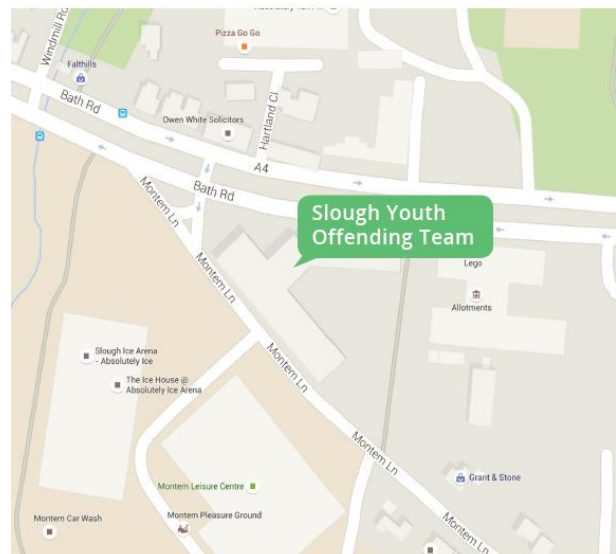 Pizza Go Go
Windmill Rd
Falthills
Bath Rd
Owen White Solicitors
Hartland Cl
A4
Bath Rd
Montem Ln
Slough Youth
Offending Team
Lego
Allotments
Montem Ln
Slough Ice Arena
- Absolutely Ice
The Ice House @
Absolutely Ice Arena
Montem Ln
Montem Ln
Grant & Stone
Montem Leisure Centre
Montem Car Wash
Montem Pleasure Ground
Montem Ln